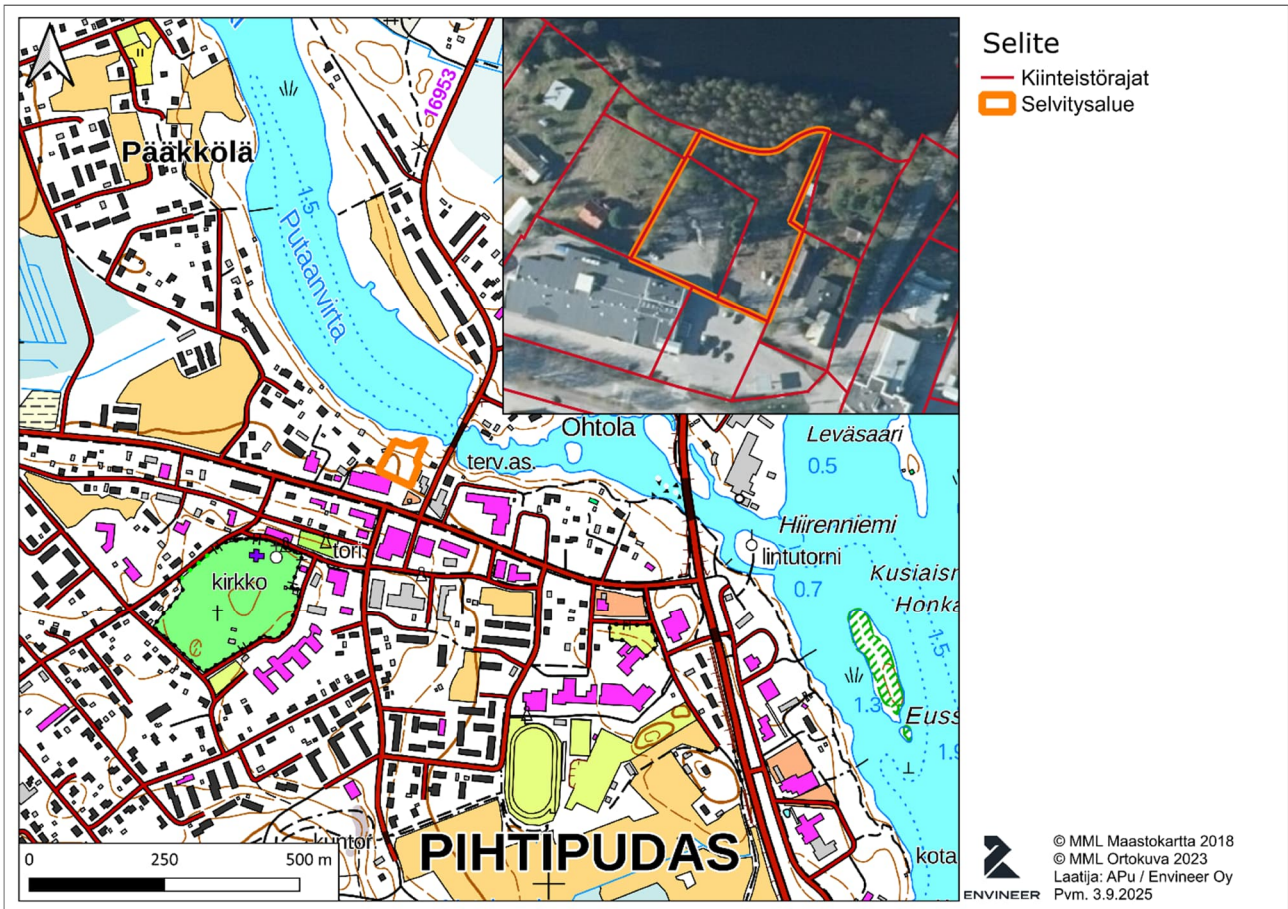 Selite
Kiinteistörajat
Selvitysalue
16953
Pääkkölä
1.5
Putaanvirta
Ohtola
terv.as.
Leväsaari
0.5
Hiirenniemi
lintutorni
0.7
tori
kirkko
1.5
1.3
PIHTIPUDAS
0 250 500 m
ENVINEER
© MML Maastokartta 2018
© MML Ortokuva 2023
Laatija: APu / Envineer Oy
Pvm. 3.9.2025